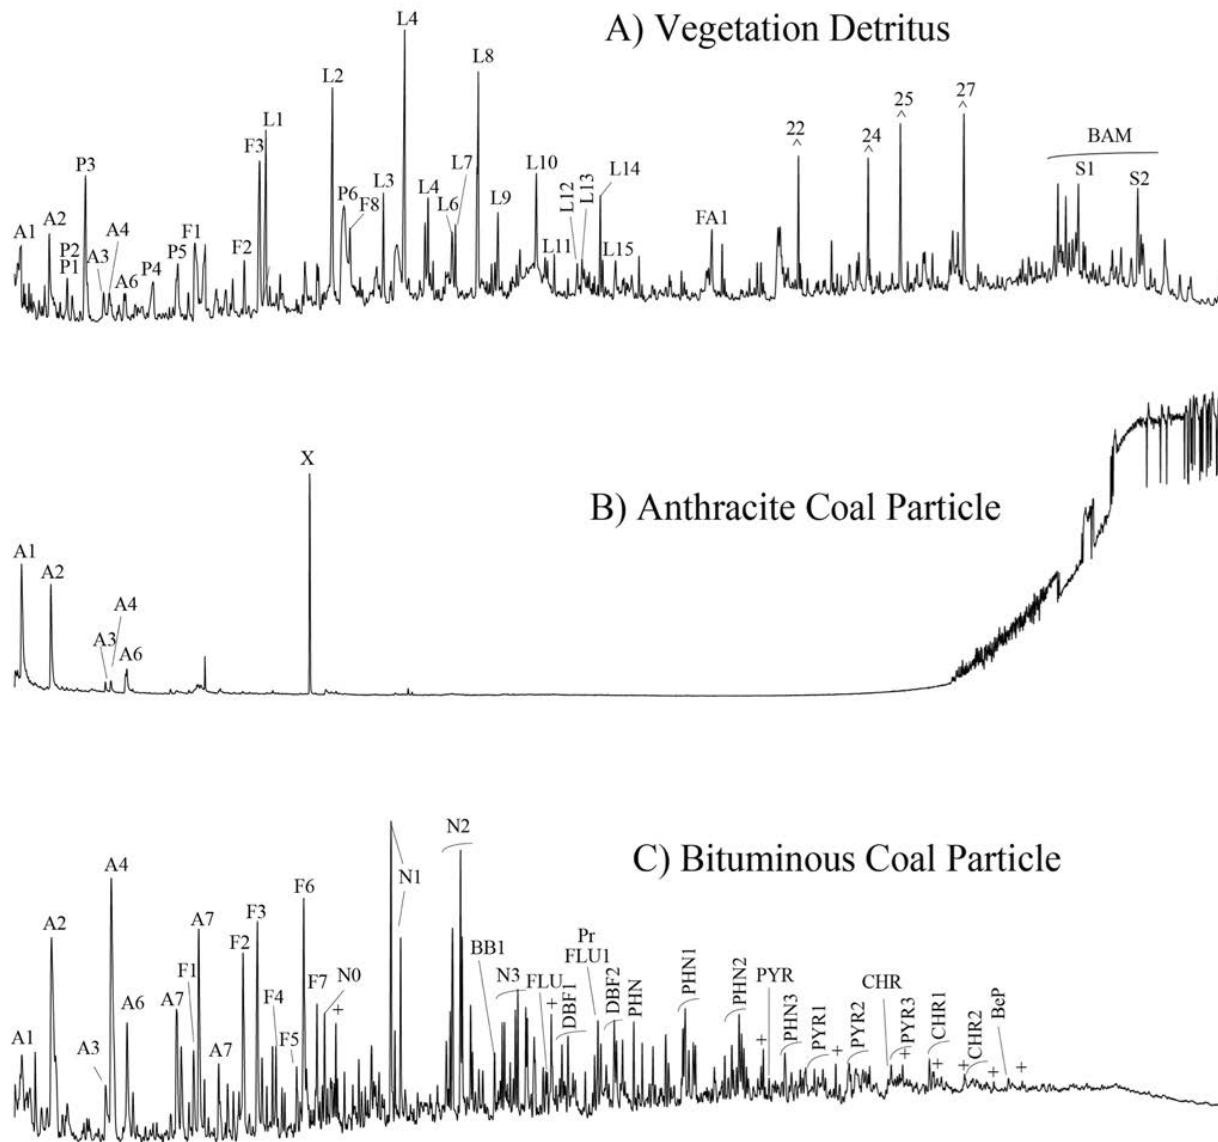 A) Vegetation Detritus
A1
A2
P2
P1
P3
A3
A4
A6
P4
P5
F1
F2
F3
L1
L2
P6
F8
L3
L4
L4
L6
L7
L8
L9
L10
L11
L12
L13
L14
L15
FA1
22
^
24
^
25
^
27
^
BAM
S1
S2
B) Anthracite Coal Particle
A1
A2
A3
A4
A6
X
C) Bituminous Coal Particle
A1
A2
A3
A4
A6
A7
F1
A7
A7
F2
F3
F4
F5
F6
F7
N0
+
N1
N2
BB1
N3
FLU
+
DBF1
Pr
FLU1
DBF2
PHN
PHN1
PHN2
+
PYR
PHN3
PYR1
+
PYR2
CHR
PYR3
+
CHR1
+
CHR2
+
BeP
+